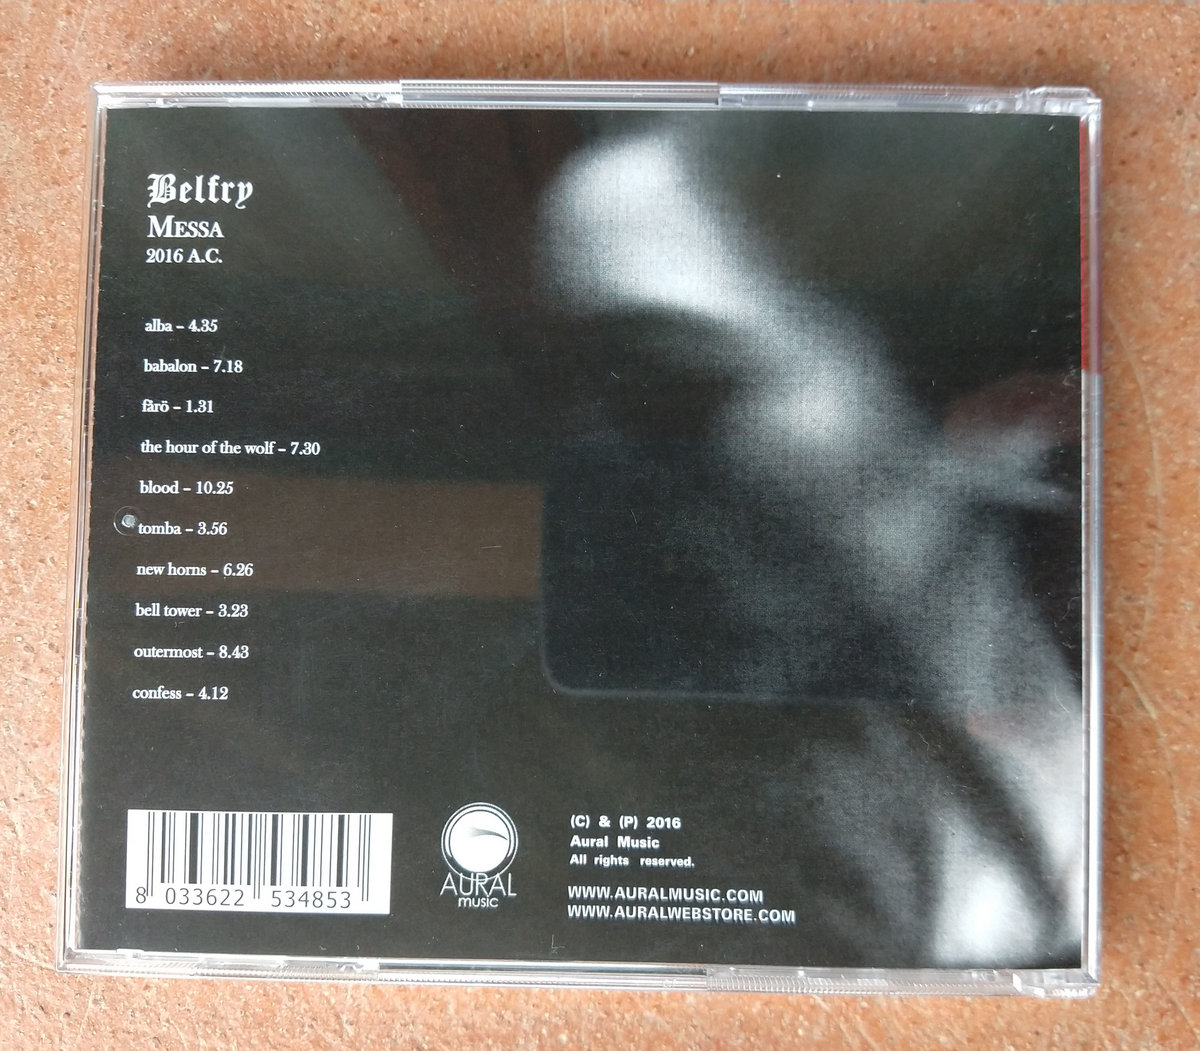 Belfry
MESSA
2016 A.C.
alba – 4.35
babalon – 7.18
fårö – 1.31
the hour of the wolf – 7.30
blood – 10.25
tomba – 3.56
new horns – 6.26
bell tower – 3.23
outermost – 8.43
confess – 4.12
8 033622 534853
AURAL
music
(C) & (P) 2016
Aural Music
All rights reserved.
WWW.AURALMUSIC.COM
WWW.AURALWEBSTORE.COM